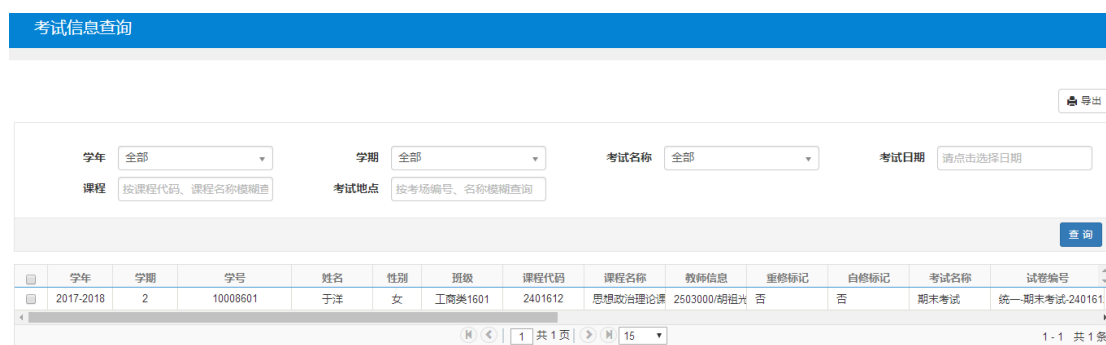 考试信息查询
导出
学年 全部 学期 全部 考试名称 全部 考试日期 请点击选择日期
课程 按课程代码、课程名称模糊查 考试地点 按考场编号、名称模糊查询
查 询
学年 学期 学号 姓名 性别 班级 课程代码 课程名称 教师信息 重修标记 自修标记 考试名称 试卷编号
2017-2018 2 10008601 于洋 女 工商类1601 2401612 思想政治理论课 2503000/胡祖光 否 否 期末考试 统一-期末考试-240161
1 共 1 页 15 1 - 1 共 1 条